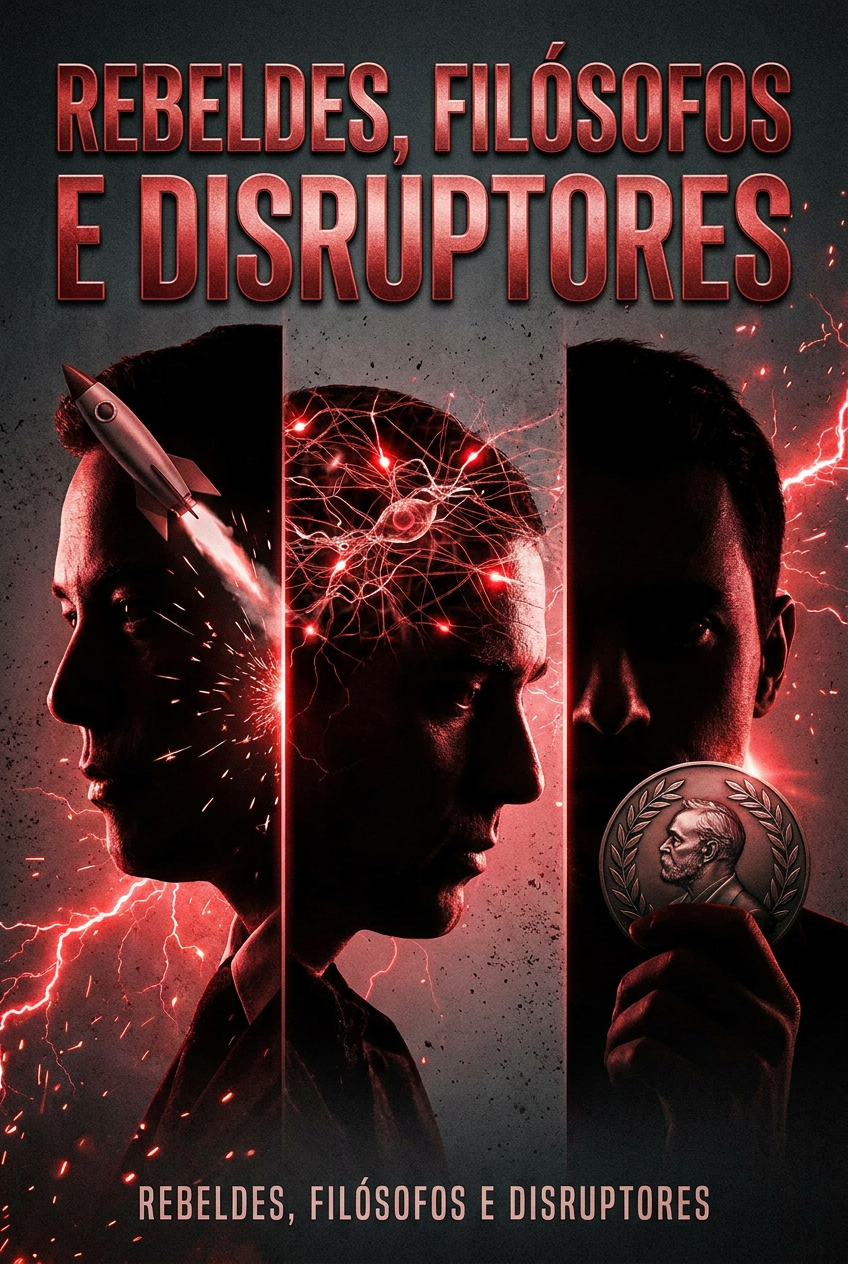 REBELDES, FILÓSOFOS
E DISRUPTORES
REBELDES, FILÓSOFOS E DISRUPTORES